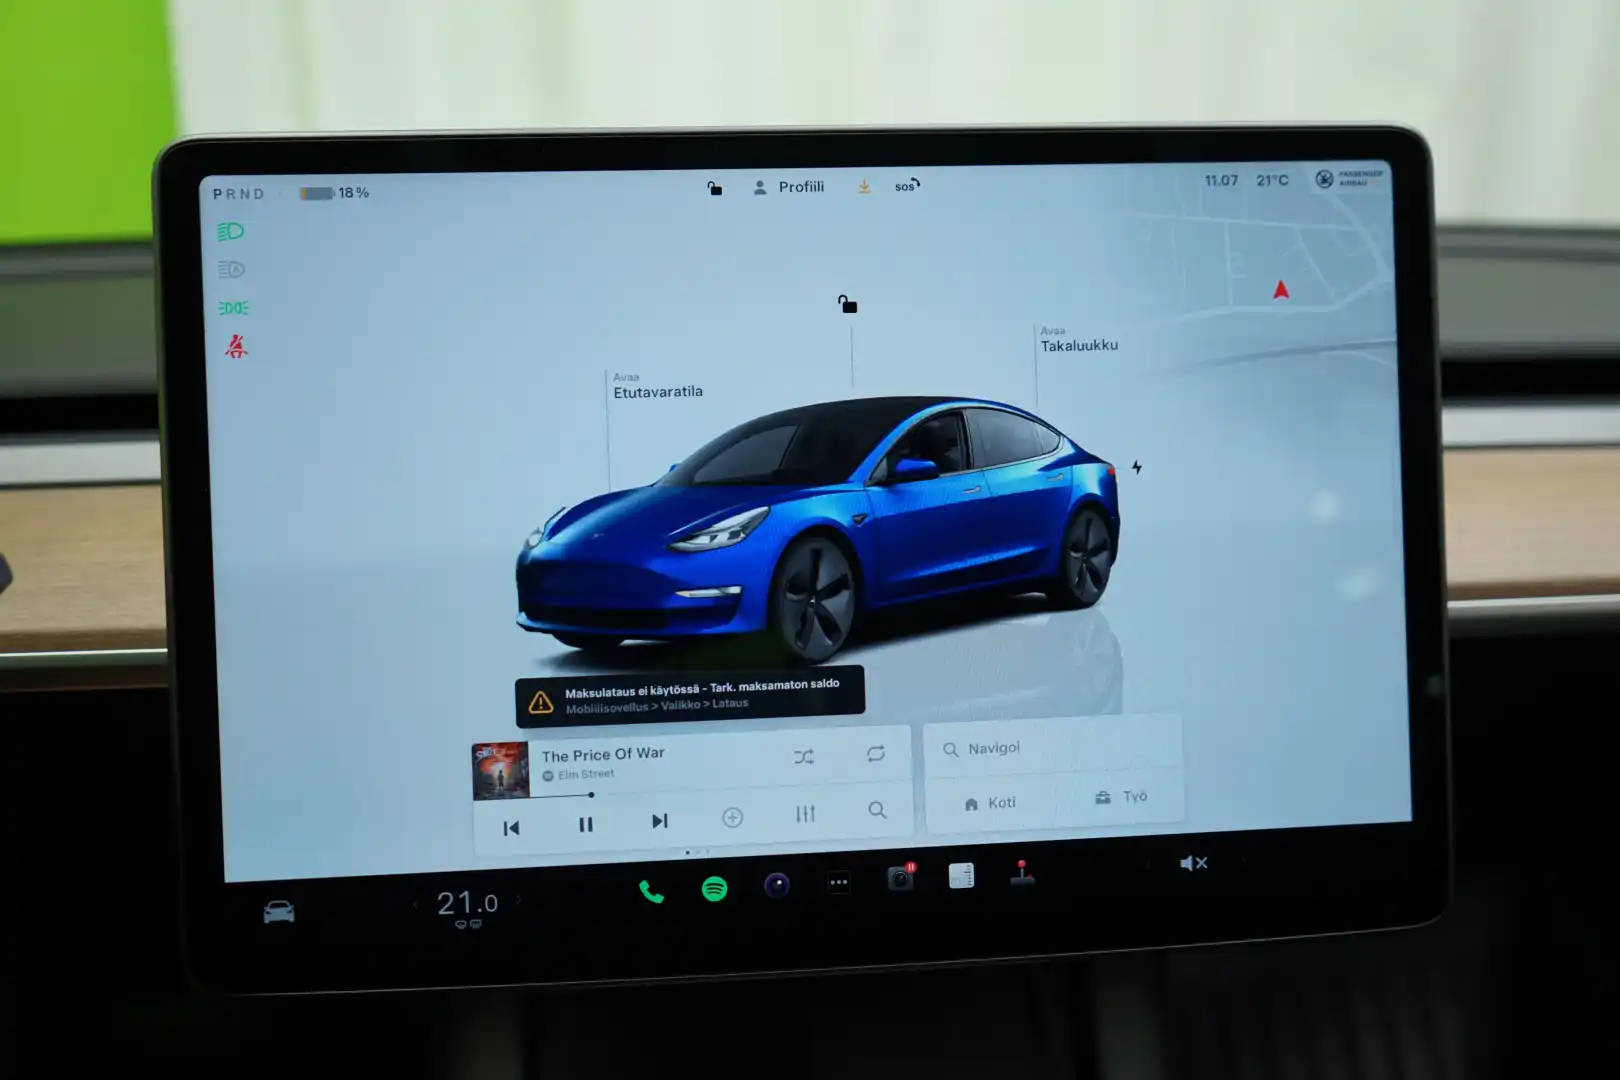 PRND
18 %
Profiili
SOS
11.07
21°C
PASSENGER
AIRBAG
Avaa
Etutavaratila
Avaa
Takaluukku
Maksulataus ei käytössä - Tark. maksamaton saldo
Mobiilisovellus > Valikko > Lataus
The Price Of War
Elm Street
Navigoi
Koti
Työ
21.0